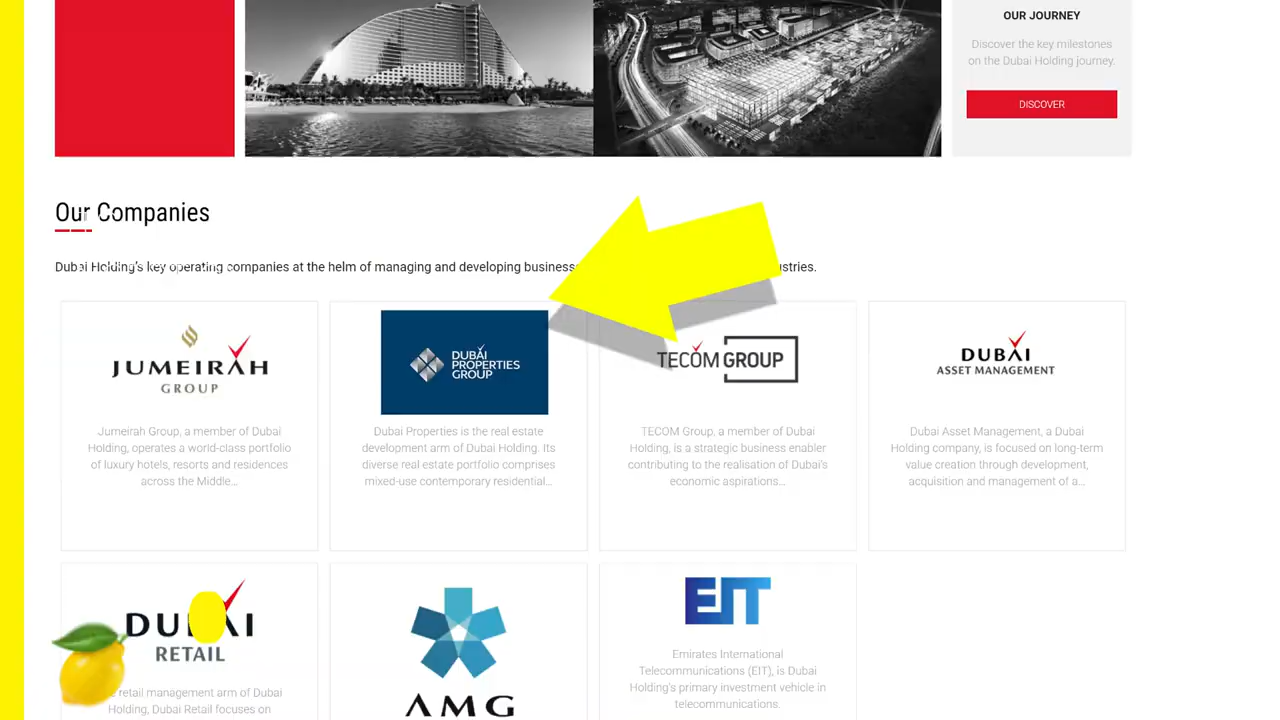 OUR JOURNEY
Discover the key milestones
on the Dubai Holding journey.
DISCOVER
Our Companies
Dubai Holding's key operating companies at the helm of managing and developing business
stries.
JUMEIRAH
GROUP
Jumeirah Group, a member of Dubai
Holding, operates a world-class portfolio
of luxury hotels, resorts and residences
across the Middle...
DUBAI
PROPERTIES
GROUP
Dubai Properties is the real estate
development arm of Dubai Holding. Its
diverse real estate portfolio comprises
mixed-use contemporary residential...
TECOM GROUP
TECOM Group, a member of Dubai
Holding, is a strategic business enabler
contributing to the realisation of Dubai's
economic aspirations...
DUBAI
ASSET MANAGEMENT
Dubai Asset Management, a Dubai
Holding company, is focused on long-term
value creation through development,
acquisition and management of a...
DUBAI
RETAIL
retail management arm of Dubai
Holding, Dubai Retail focuses on
AMG
EIT
Emirates International
Telecommunications (EIT), is Dubai
Holding's primary investment vehicle in
telecommunications.